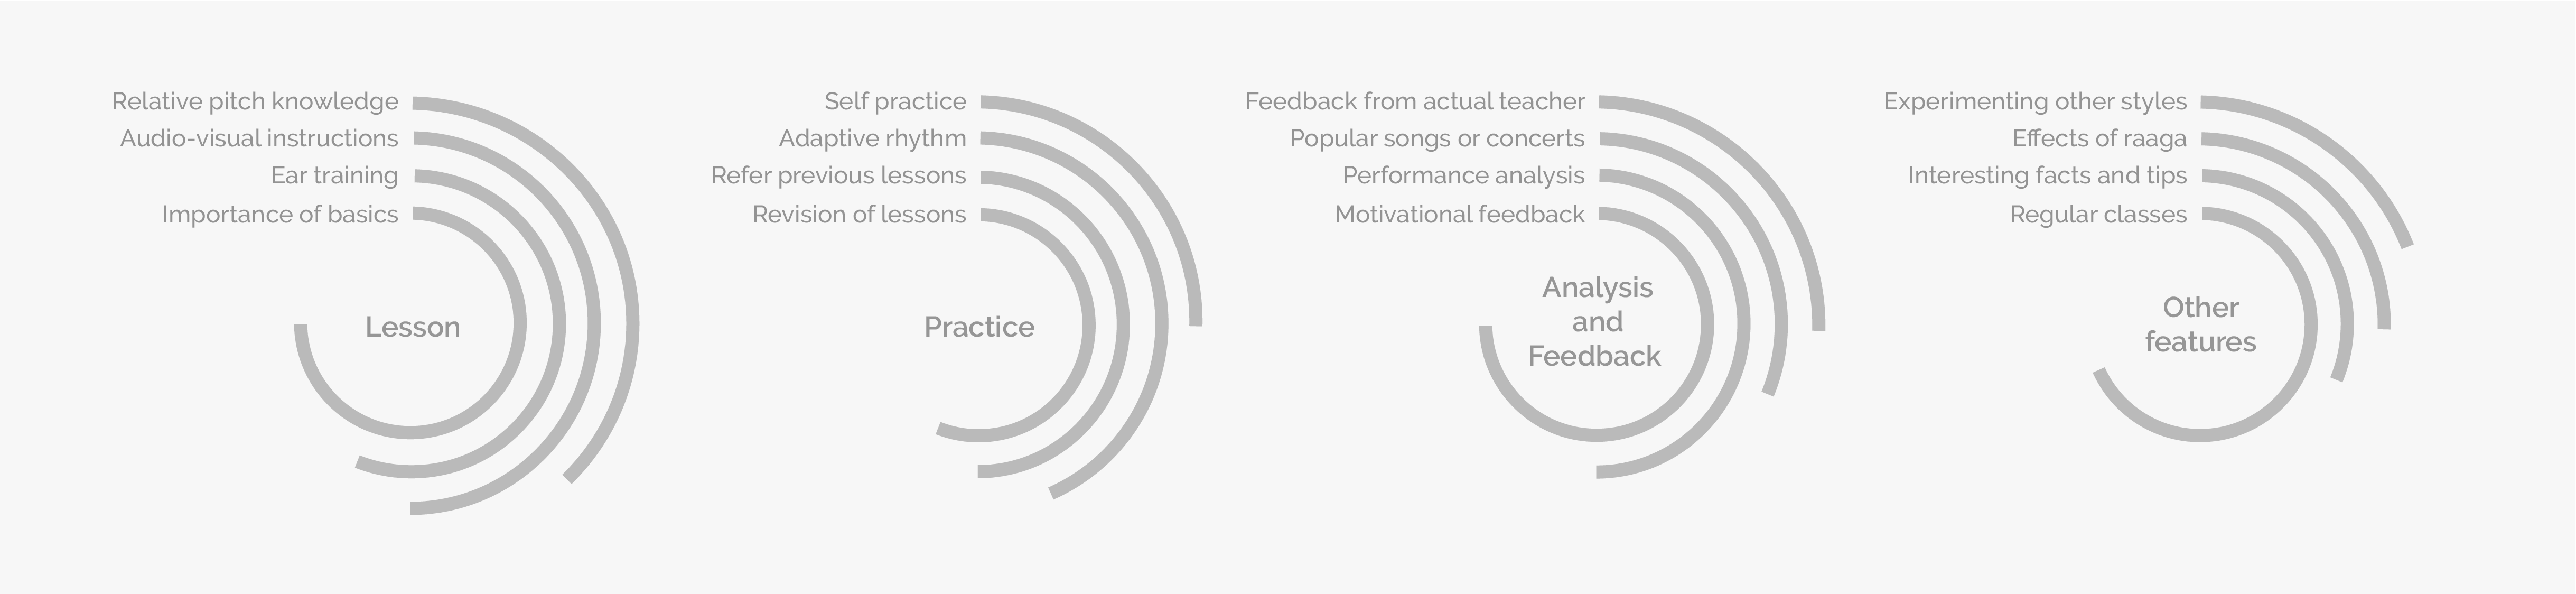 Relative pitch knowledge
Audio-visual instructions
Ear training
Importance of basics
Lesson
Self practice
Adaptive rhythm
Refer previous lessons
Revision of lessons
Practice
Feedback from actual teacher
Popular songs or concerts
Performance analysis
Motivational feedback
Analysis
and
Feedback
Experimenting other styles
Effects of raaga
Interesting facts and tips
Regular classes
Other
features